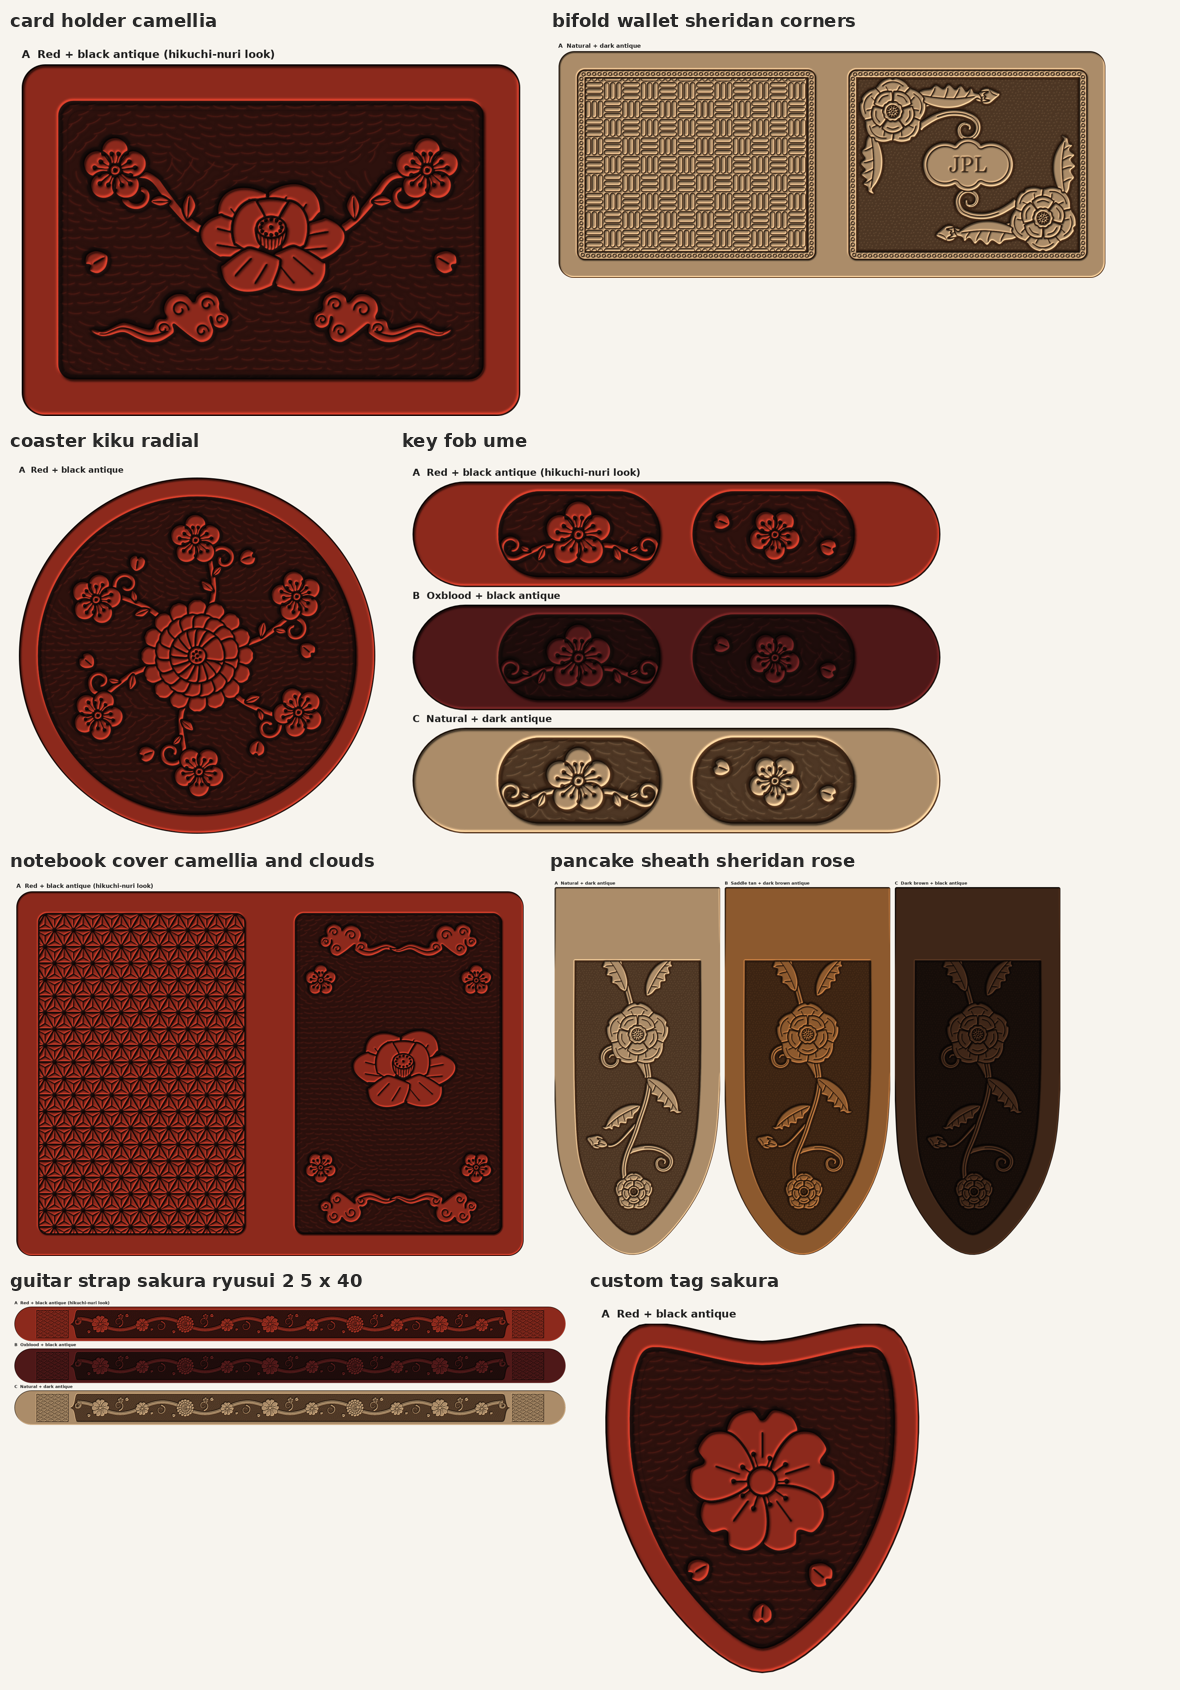 card holder camellia
A Red + black antique (hikuchi-nuri look)
bifold wallet sheridan corners
A Natural + dark antique
JPL
coaster kiku radial
A Red + black antique
key fob ume
A Red + black antique (hikuchi-nuri look)
B Oxblood + black antique
C Natural + dark antique
notebook cover camellia and clouds
A Red + black antique (hikuchi-nuri look)
pancake sheath sheridan rose
A Natural + dark antique
B Saddle tan + dark brown antique
C Dark brown + black antique
guitar strap sakura ryusui 2 5 x 40
A Red + black antique (hikuchi-nuri look)
B Oxblood + black antique
C Natural + dark antique
custom tag sakura
A Red + black antique